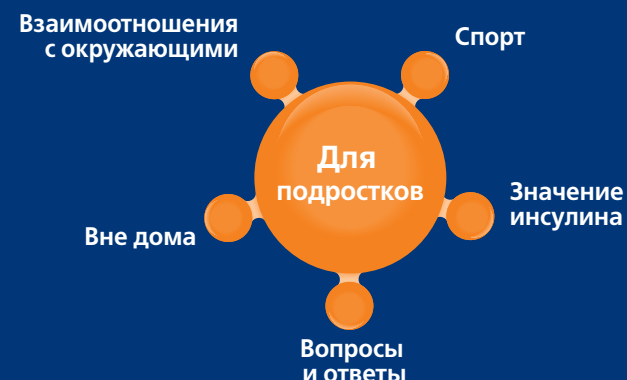 Взаимоотношения
с окружающими
Спорт
Для
подростков
Значение
инсулина
Вне дома
Вопросы
и ответы